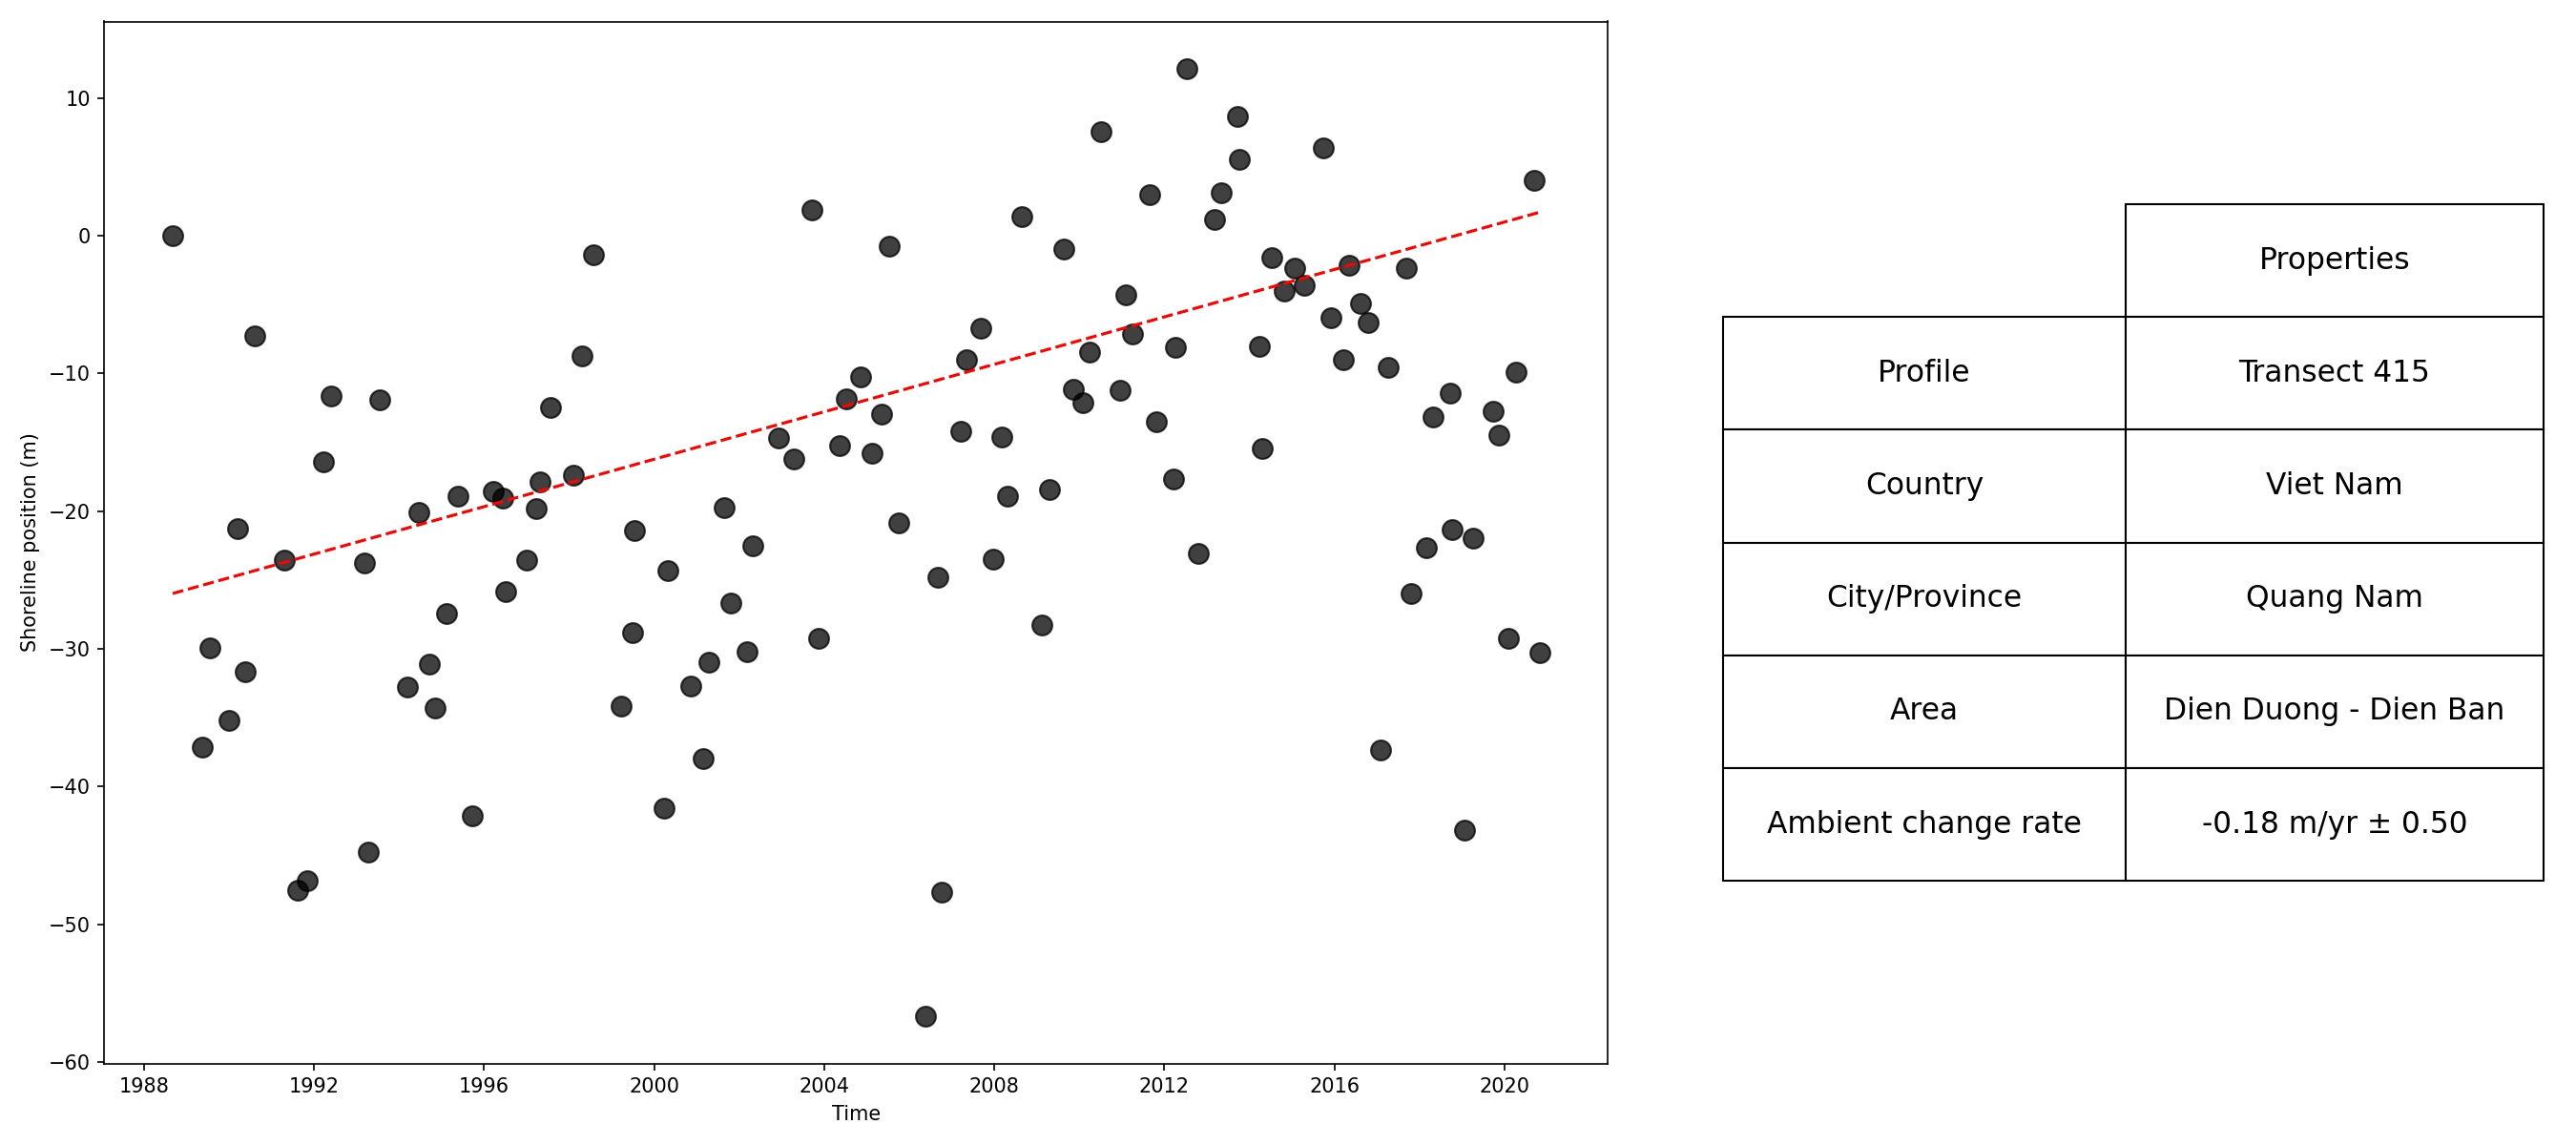 10
0
−10
−20
−30
−40
−50
−60
Shoreline position (m)
1988 1992 1996 2000 2004 2008 2012 2016 2020
Time
Properties
Profile Transect 415
Country Viet Nam
City/Province Quang Nam
Area Dien Duong - Dien Ban
Ambient change rate -0.18 m/yr ± 0.50